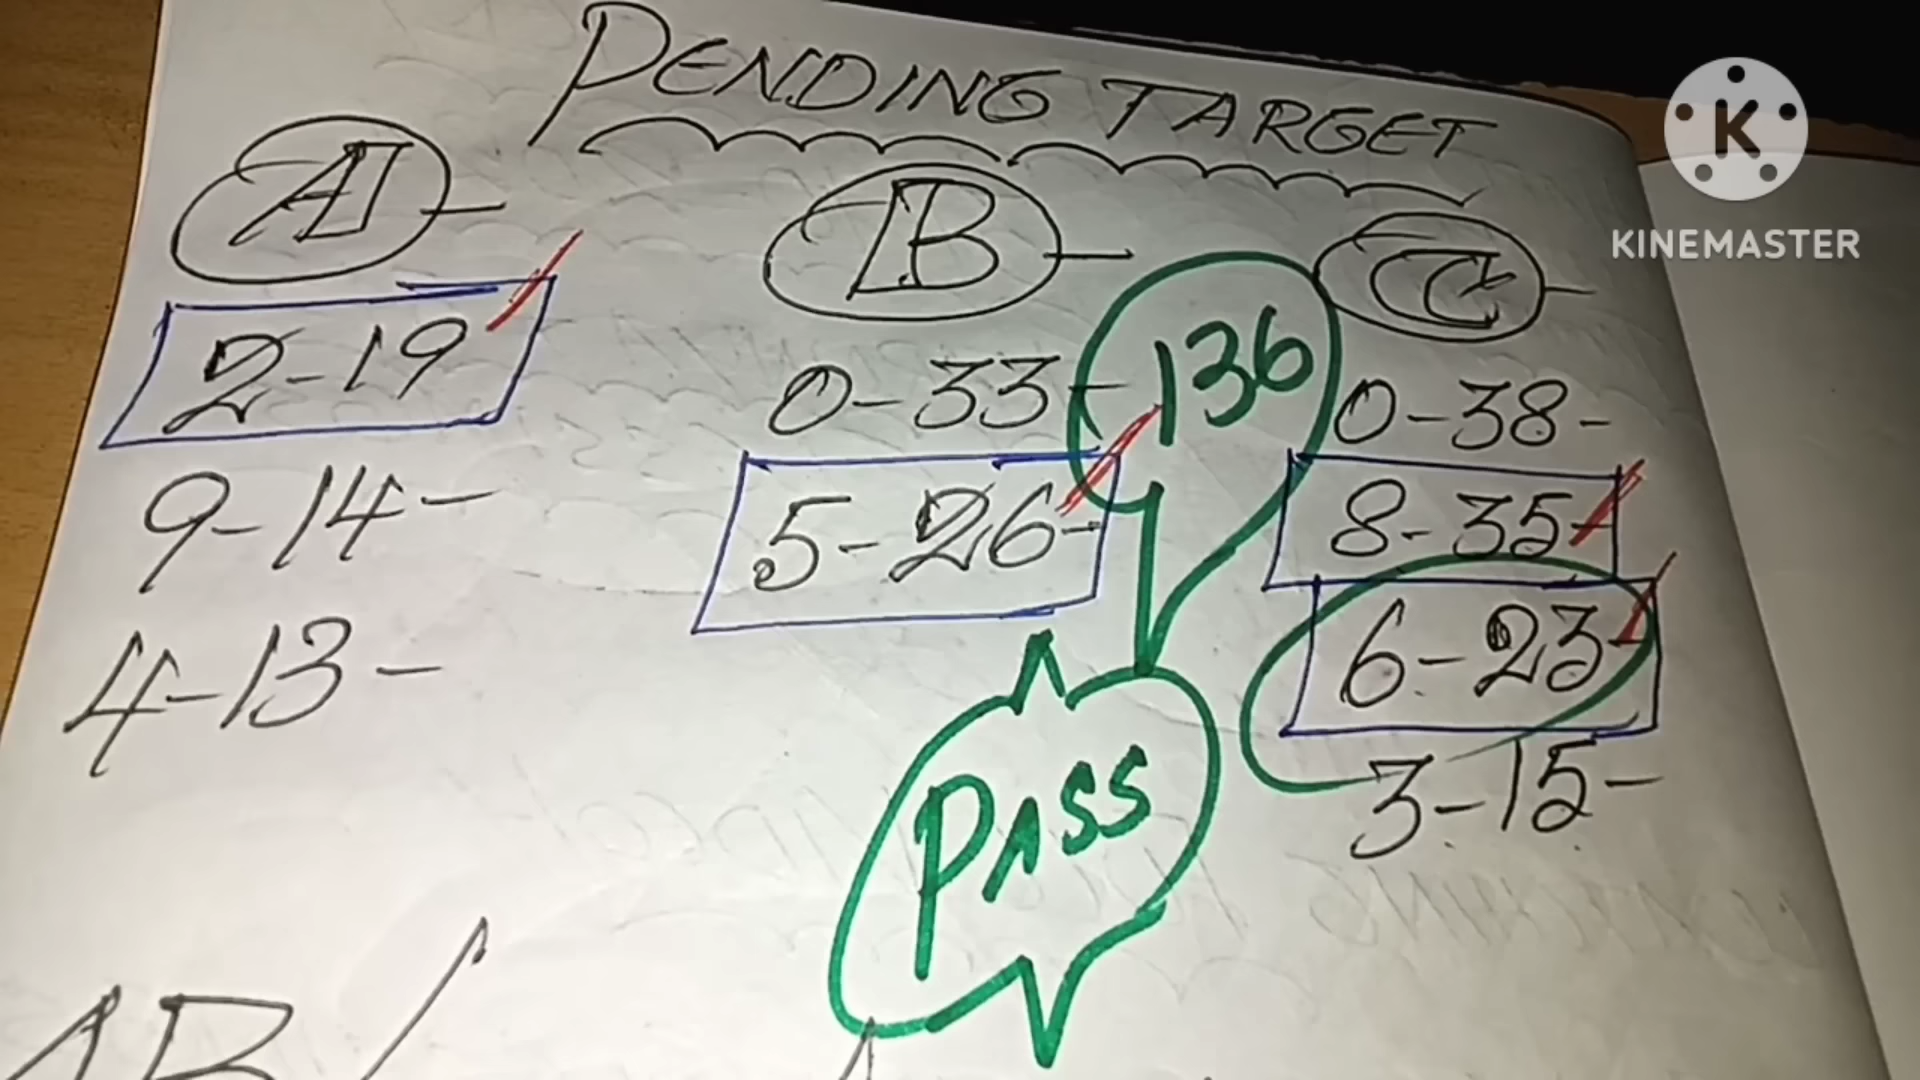 PENDING TARGET
A B C
2-19 0-33- 136 0-38-
9-14- 5-26- 8-35-
4-13- 6-23-
PASS 3-15-
AB
K
KINEMASTER